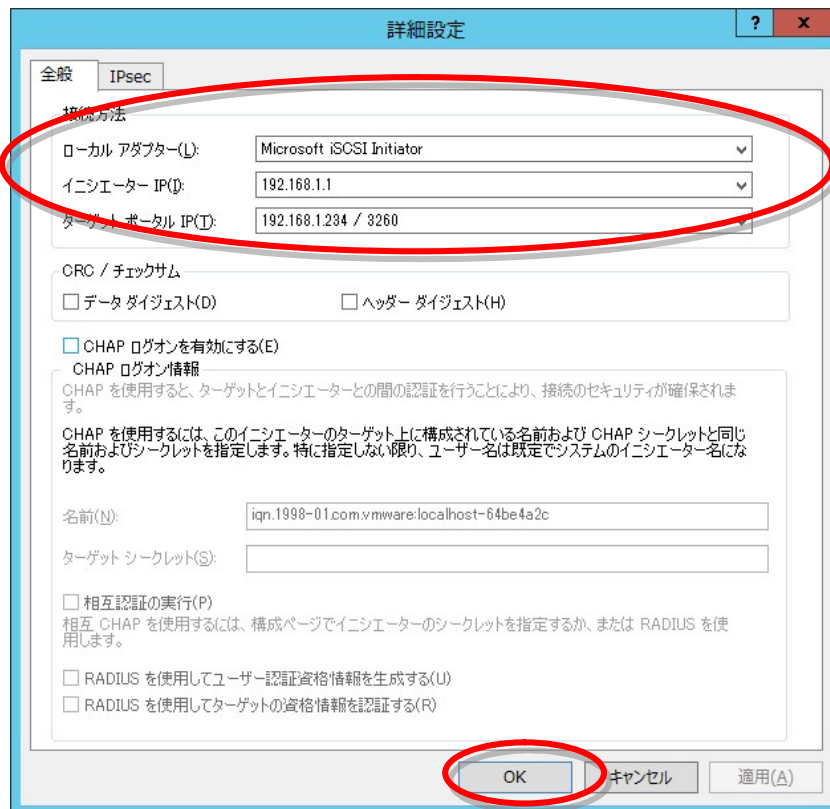 詳細設定
? x
全般 IPsec
接続方法
ローカル アダプター(L): Microsoft iSCSI Initiator
イニシエーター IP(I): 192.168.1.1
ターゲット ポータル IP(T): 192.168.1.234 / 3260
CRC / チェックサム
データ ダイジェスト(D) ヘッダー ダイジェスト(H)
CHAP ログオンを有効にする(E)
CHAP ログオン情報
CHAP を使用すると、ターゲットとイニシエーターとの間の認証を行うことにより、接続のセキュリティが確保されま
す。
CHAP を使用するには、このイニシエーターのターゲット上に構成されている名前および CHAP シークレットと同じ
名前およびシークレットを指定します。特に指定しない限り、ユーザー名は既定でシステムのイニシエーター名にな
ります。
名前(N): iqn.1998-01.com.vmware:localhost-64be4a2c
ターゲット シークレット(S):
相互認証の実行(P)
相互 CHAP を使用するには、構成ページでイニシエーターのシークレットを指定するか、または RADIUS を使
用します。
RADIUS を使用してユーザー認証資格情報を生成する(U)
RADIUS を使用してターゲットの資格情報を認証する(R)
OK キャンセル 適用(A)